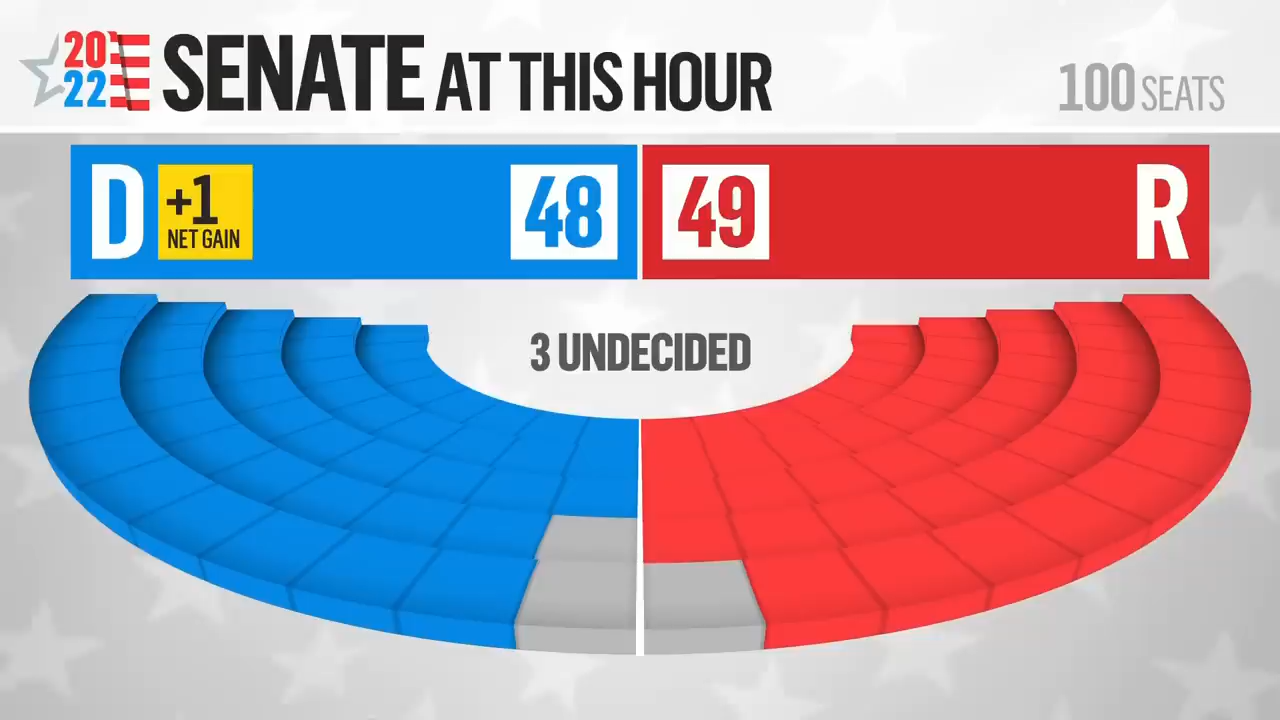 2022 SENATE AT THIS HOUR
100 SEATS
D +1 NET GAIN 48 49 R
3 UNDECIDED